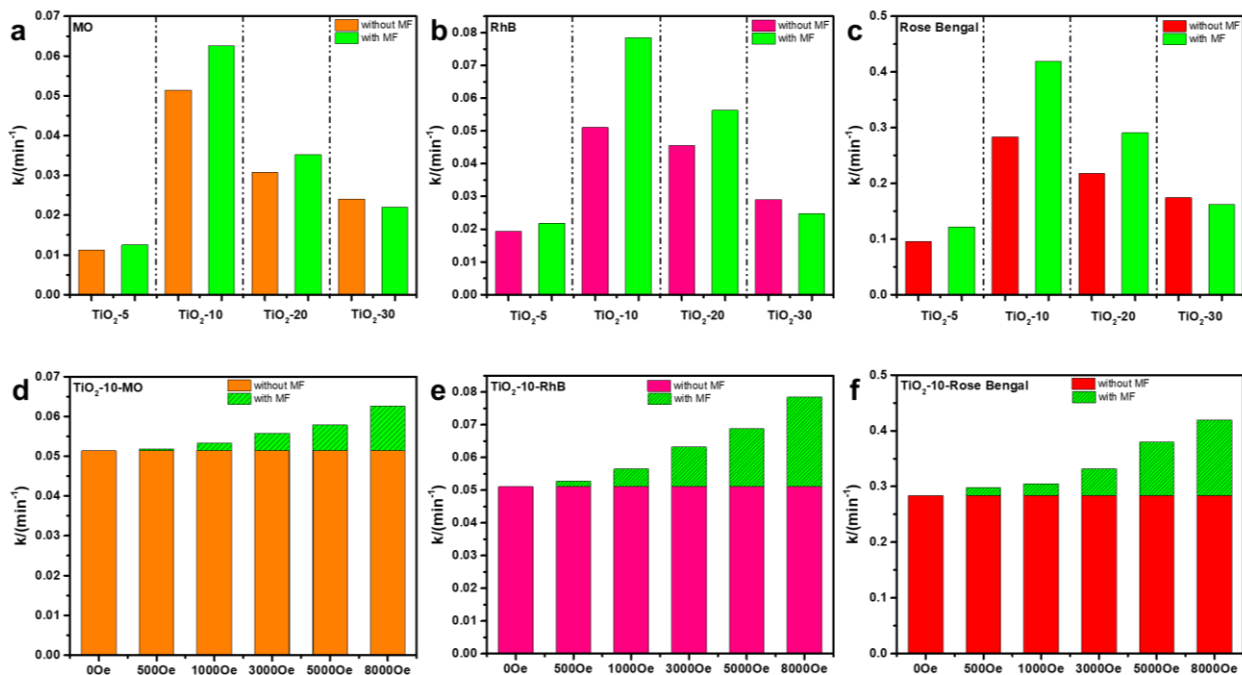 a
MO
without MF
with MF
k/(min⁻¹)
0.07
0.06
0.05
0.04
0.03
0.02
0.01
0.00
TiO₂-5 TiO₂-10 TiO₂-20 TiO₂-30
b
RhB
without MF
with MF
k/(min⁻¹)
0.08
0.07
0.06
0.05
0.04
0.03
0.02
0.01
0.00
TiO₂-5 TiO₂-10 TiO₂-20 TiO₂-30
c
Rose Bengal
without MF
with MF
k/(min⁻¹)
0.5
0.4
0.3
0.2
0.1
0.0
TiO₂-5 TiO₂-10 TiO₂-20 TiO₂-30
d
TiO₂-10-MO
without MF
with MF
k/(min⁻¹)
0.07
0.06
0.05
0.04
0.03
0.02
0.01
0.00
0Oe 500Oe 1000Oe 3000Oe 5000Oe 8000Oe
e
TiO₂-10-RhB
without MF
with MF
k/(min⁻¹)
0.08
0.07
0.06
0.05
0.04
0.03
0.02
0.01
0.00
0Oe 500Oe 1000Oe 3000Oe 5000Oe 8000Oe
f
TiO₂-10-Rose Bengal
without MF
with MF
k/(min⁻¹)
0.5
0.4
0.3
0.2
0.1
0.0
0Oe 500Oe 1000Oe 3000Oe 5000Oe 8000Oe